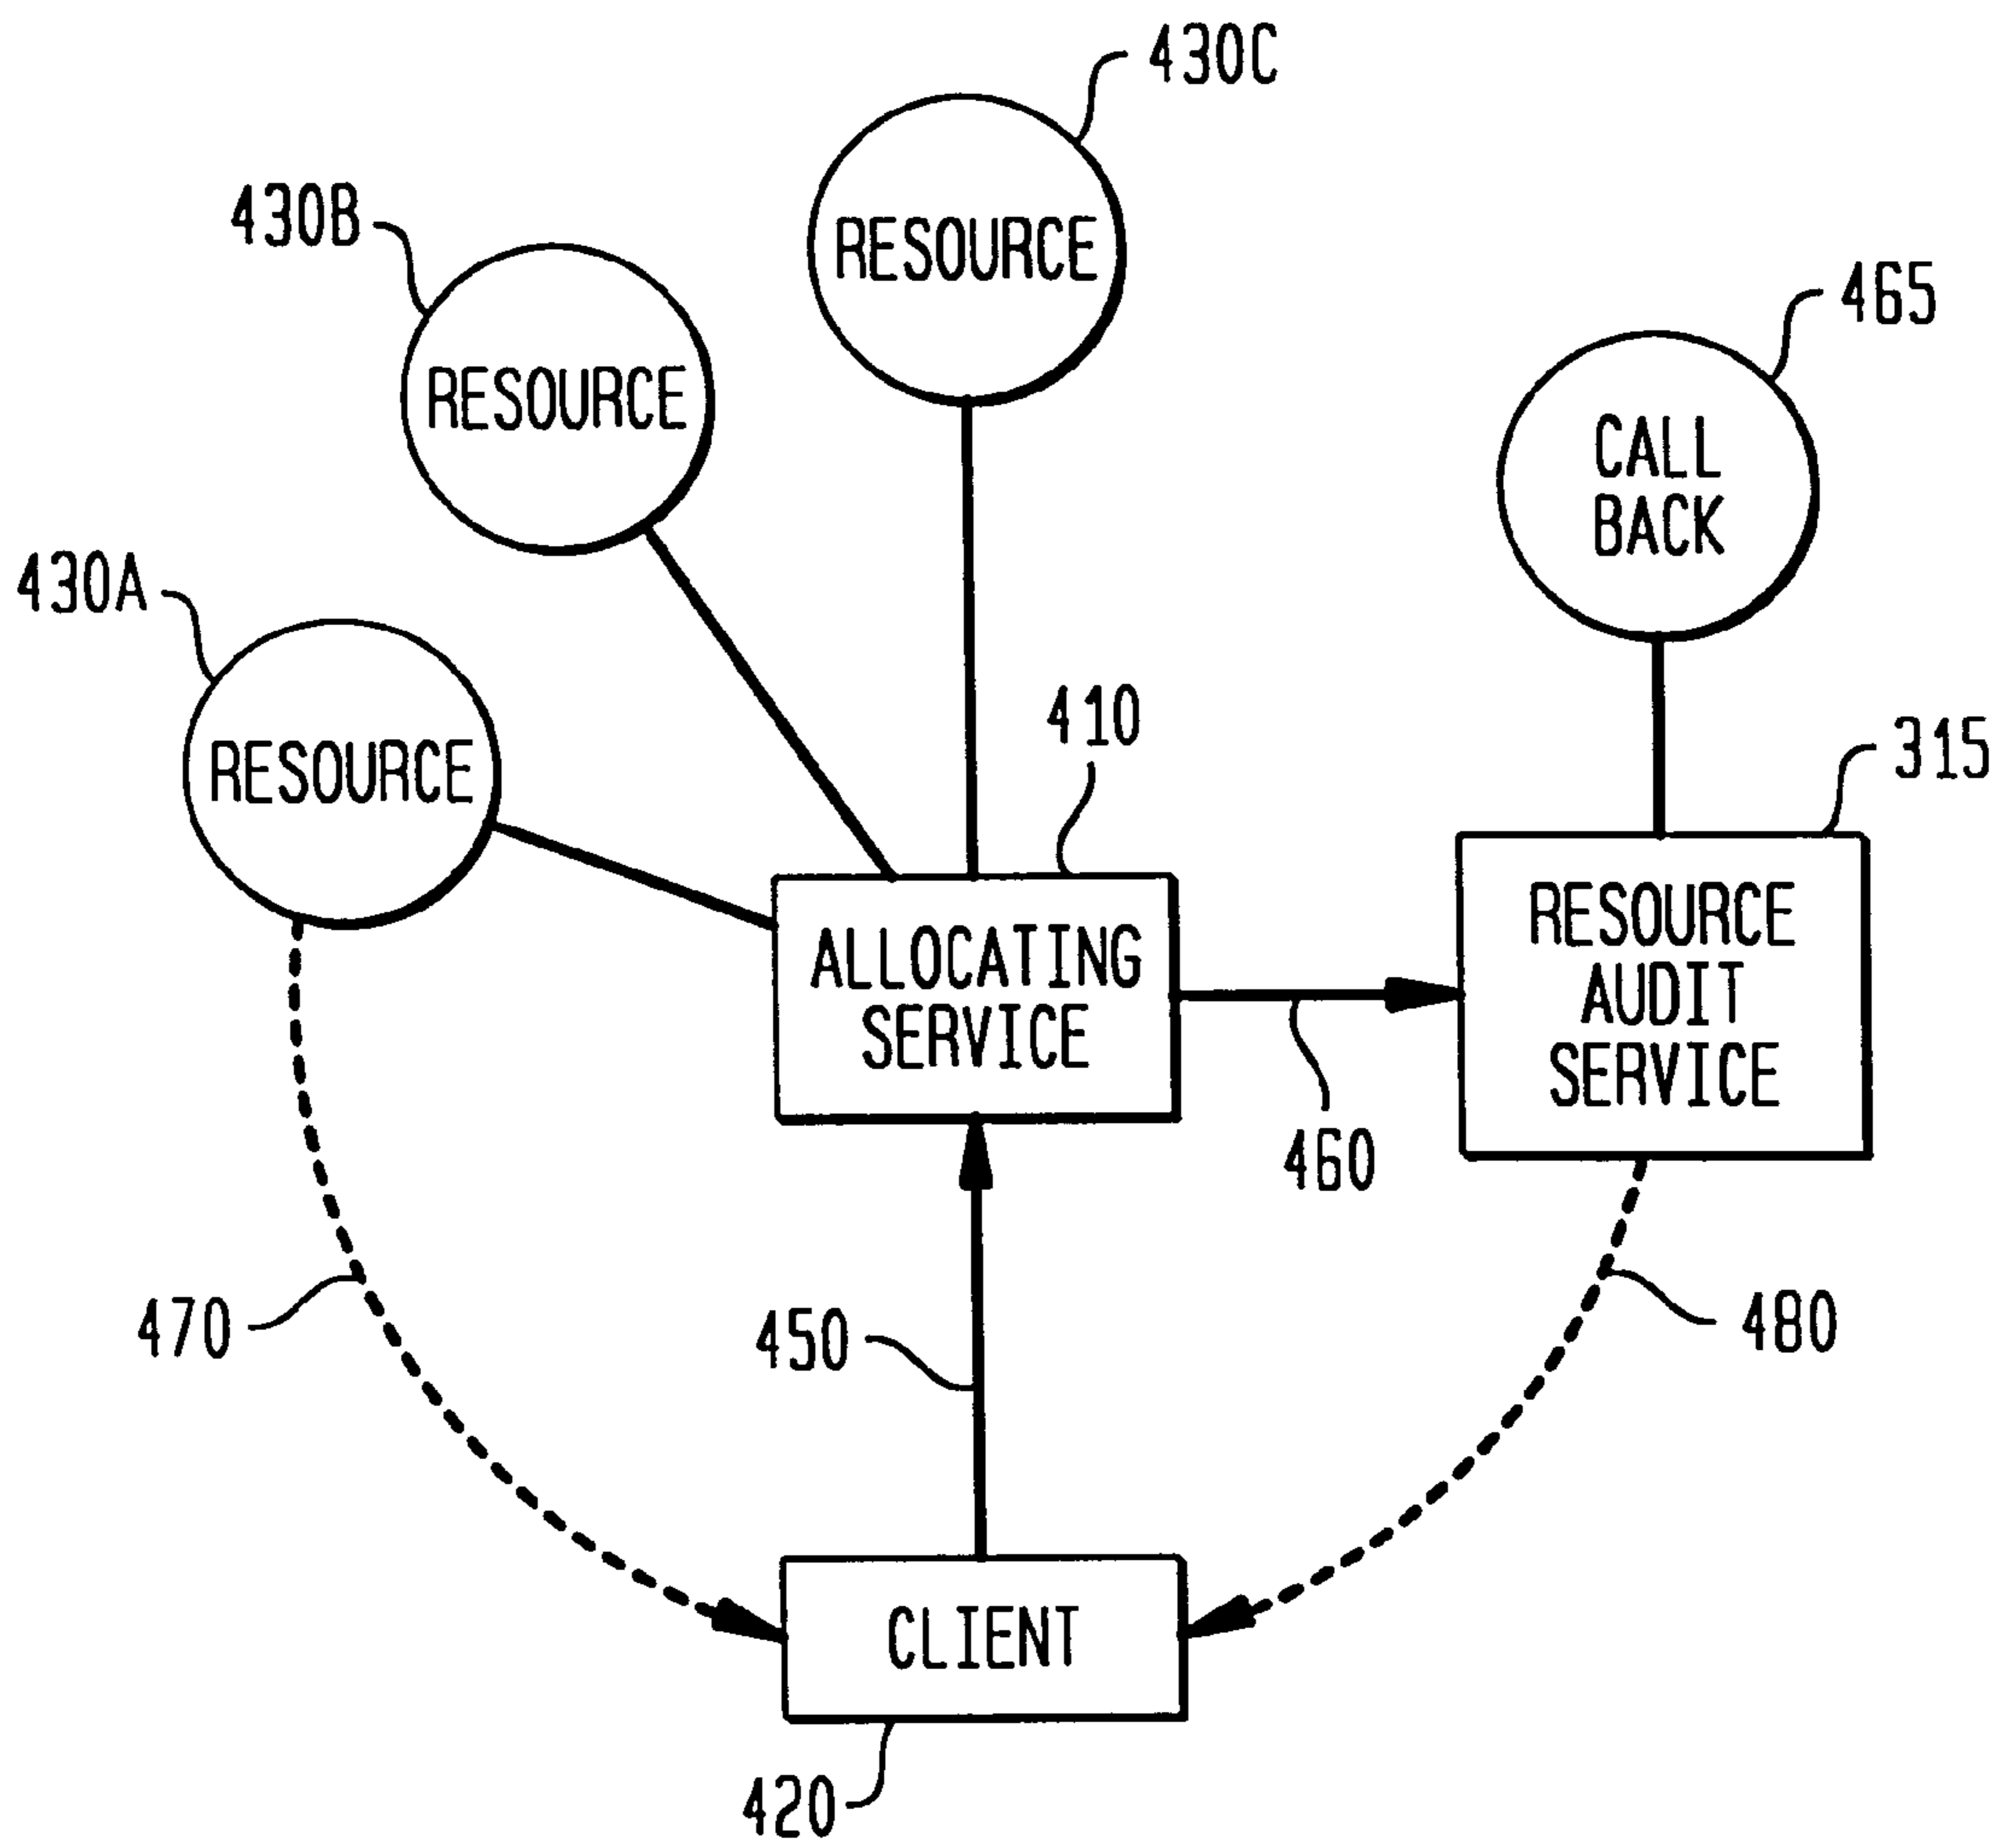 430C
RESOURCE
430B
RESOURCE
465
CALL
BACK
430A
RESOURCE
410
315
ALLOCATING
SERVICE
RESOURCE
AUDIT
SERVICE
460
470
450
480
CLIENT
420